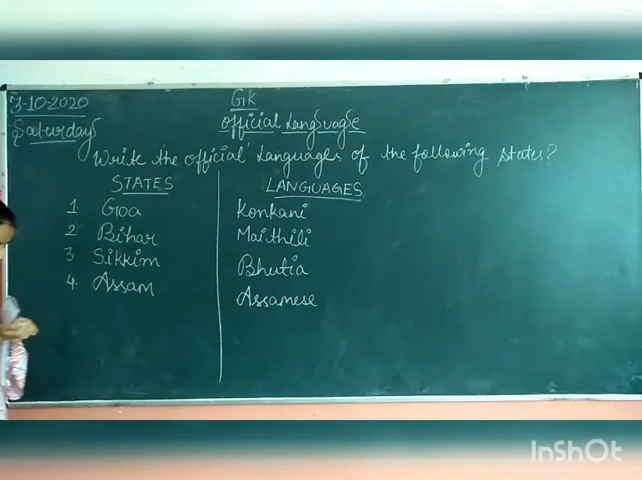 3-10-2020
GK
Saturday
official Language
Write the official Languages of the following states?
STATES LANGUAGES
1. Goa Konkani
2 Bihar Maithili
3 Sikkim Bhutia
4. Assam Assamese
InShOt